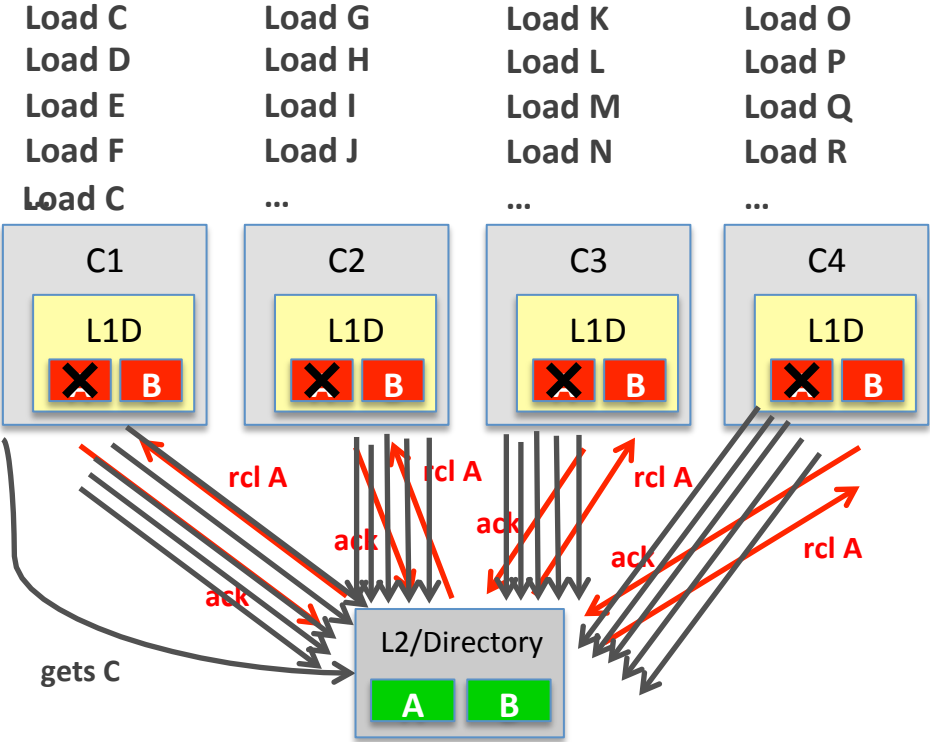 Load C Load G Load K Load O
Load D Load H Load L Load P
Load E Load I Load M Load Q
Load F Load J Load N Load R
Load C ... ... ... ...
C1 C2 C3 C4
L1D L1D L1D L1D
A B A B A B A B
rcl A rcl A rcl A
ack ack ack rcl A
ack
L2/Directory
gets C
A B